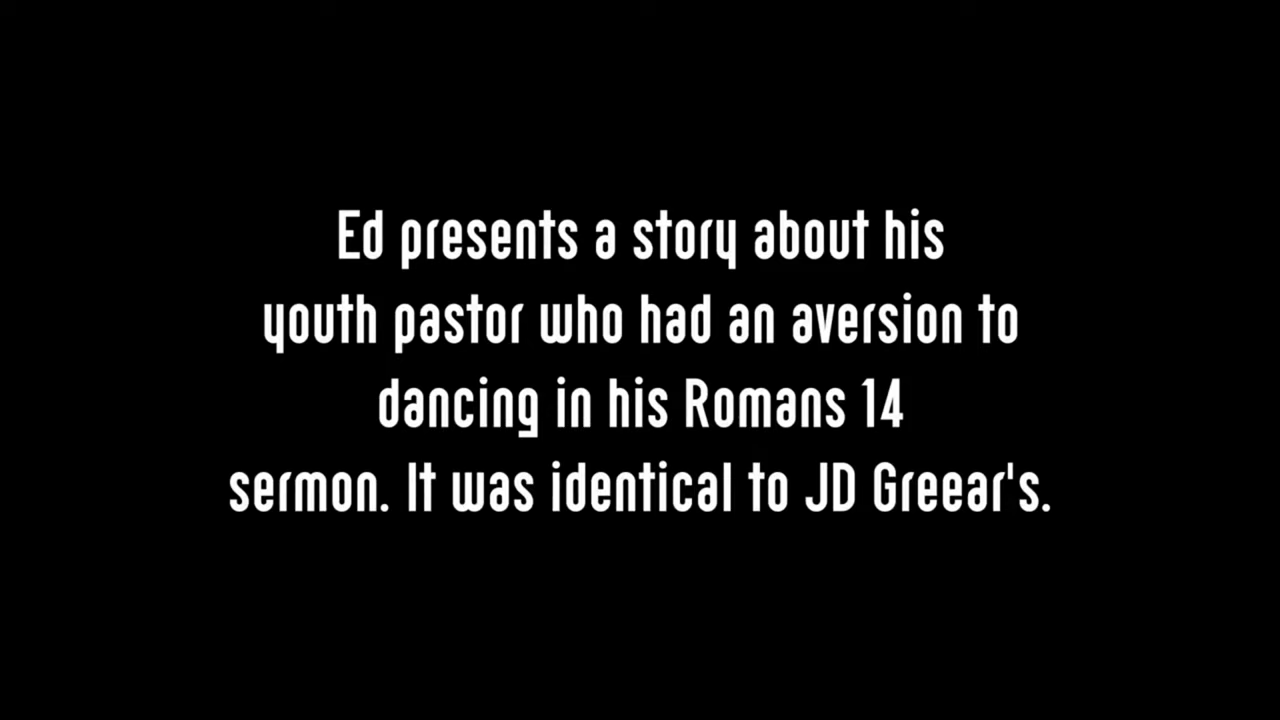 Ed presents a story about his
youth pastor who had an aversion to
dancing in his Romans 14
sermon. It was identical to JD Greear's.